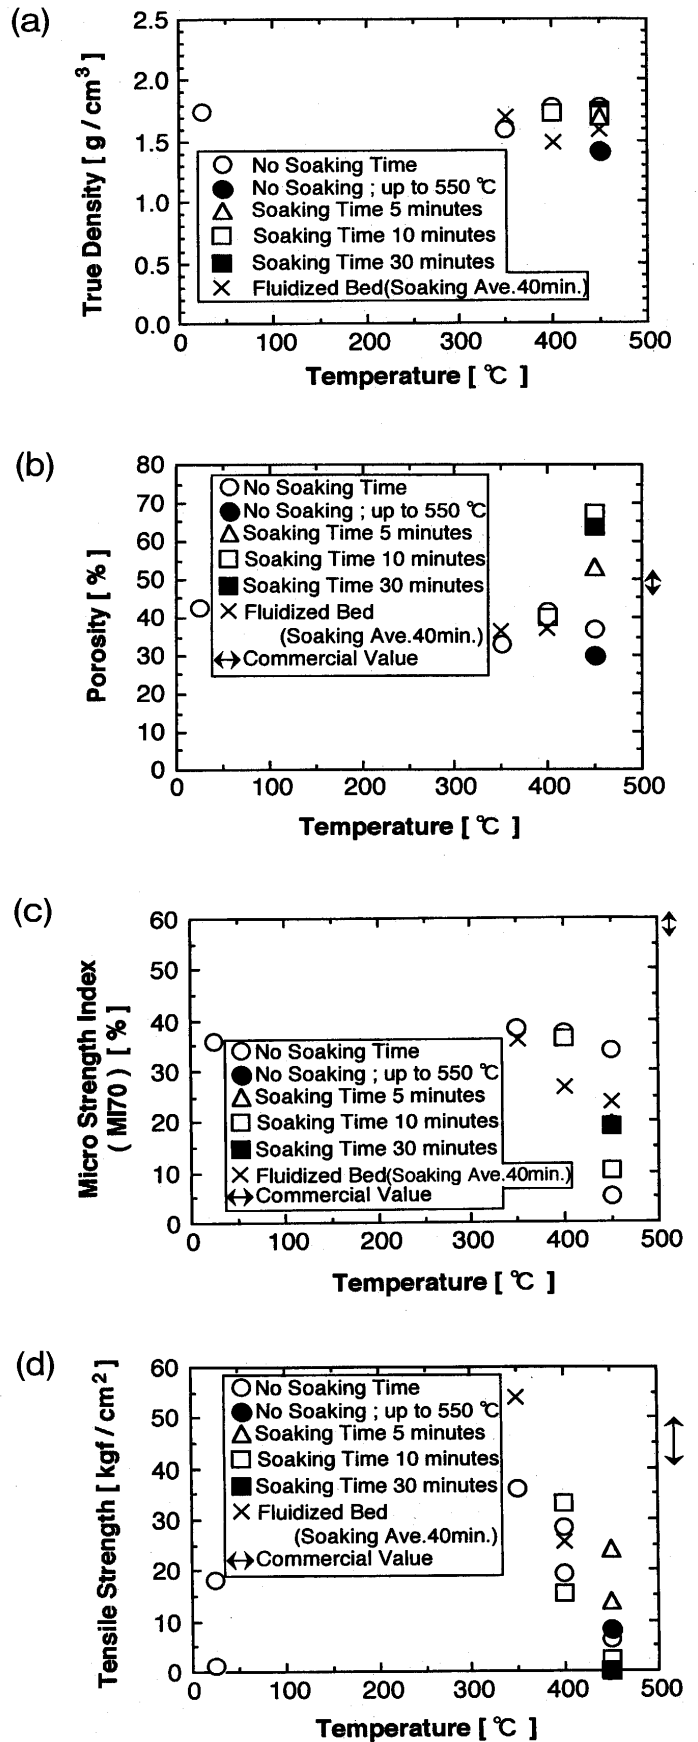 (a)
True Density [ g / cm³ ]
2.5
2.0
1.5
1.0
0.5
0.0
No Soaking Time
No Soaking ; up to 550 ℃
Soaking Time 5 minutes
Soaking Time 10 minutes
Soaking Time 30 minutes
Fluidized Bed(Soaking Ave.40min.)
0 100 200 300 400 500
Temperature [ ℃ ]
(b)
Porosity [ % ]
80
70
60
50
40
30
20
10
0
No Soaking Time
No Soaking ; up to 550 ℃
Soaking Time 5 minutes
Soaking Time 10 minutes
Soaking Time 30 minutes
Fluidized Bed
(Soaking Ave.40min.)
Commercial Value
0 100 200 300 400 500
Temperature [ ℃ ]
(c)
Micro Strength Index
( MI70 ) [ % ]
60
50
40
30
20
10
0
No Soaking Time
No Soaking ; up to 550 ℃
Soaking Time 5 minutes
Soaking Time 10 minutes
Soaking Time 30 minutes
Fluidized Bed(Soaking Ave.40min.)
Commercial Value
0 100 200 300 400 500
Temperature [ ℃ ]
(d)
Tensile Strength [ kgf / cm² ]
60
50
40
30
20
10
0
No Soaking Time
No Soaking ; up to 550 ℃
Soaking Time 5 minutes
Soaking Time 10 minutes
Soaking Time 30 minutes
Fluidized Bed
(Soaking Ave.40min.)
Commercial Value
0 100 200 300 400 500
Temperature [ ℃ ]